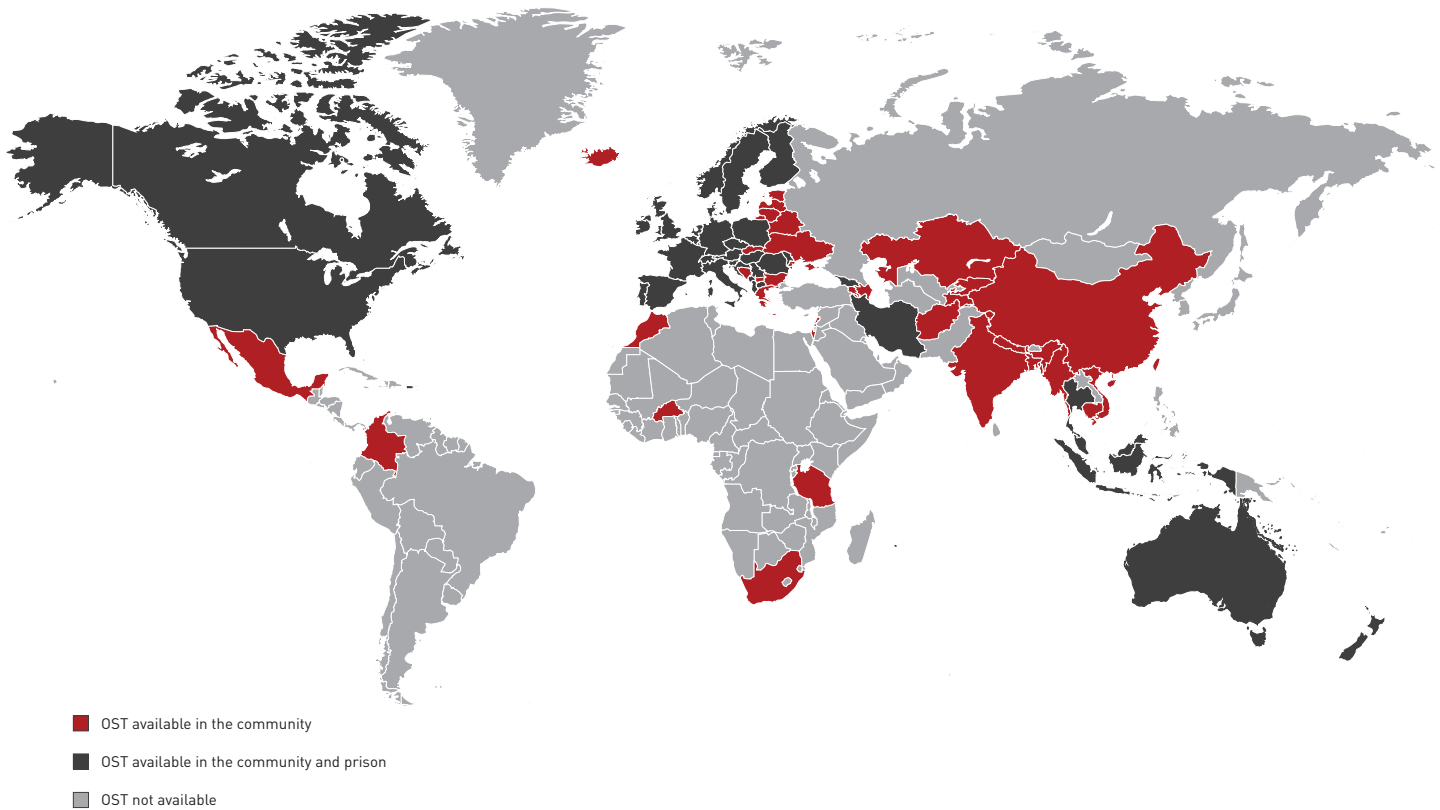 OST available in the community
OST available in the community and prison
OST not available